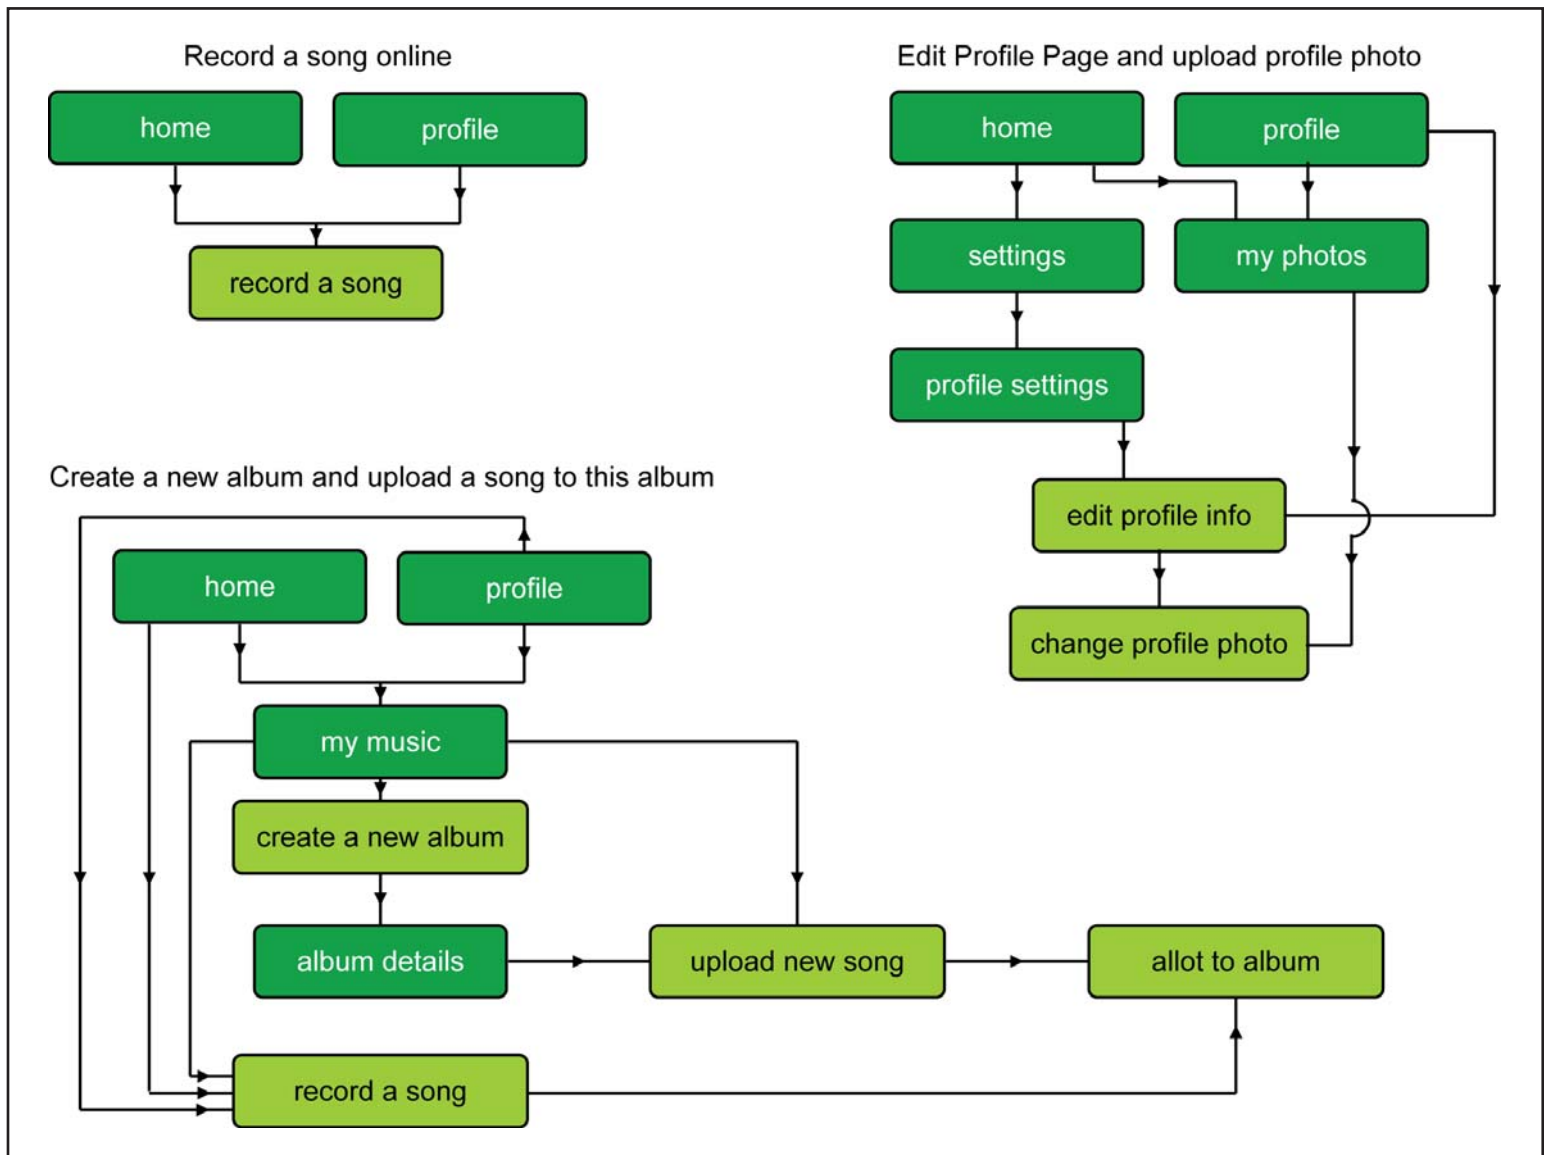 Record a song online
home
profile
record a song
Edit Profile Page and upload profile photo
home
profile
settings
my photos
profile settings
edit profile info
change profile photo
Create a new album and upload a song to this album
home
profile
my music
create a new album
album details
upload new song
allot to album
record a song